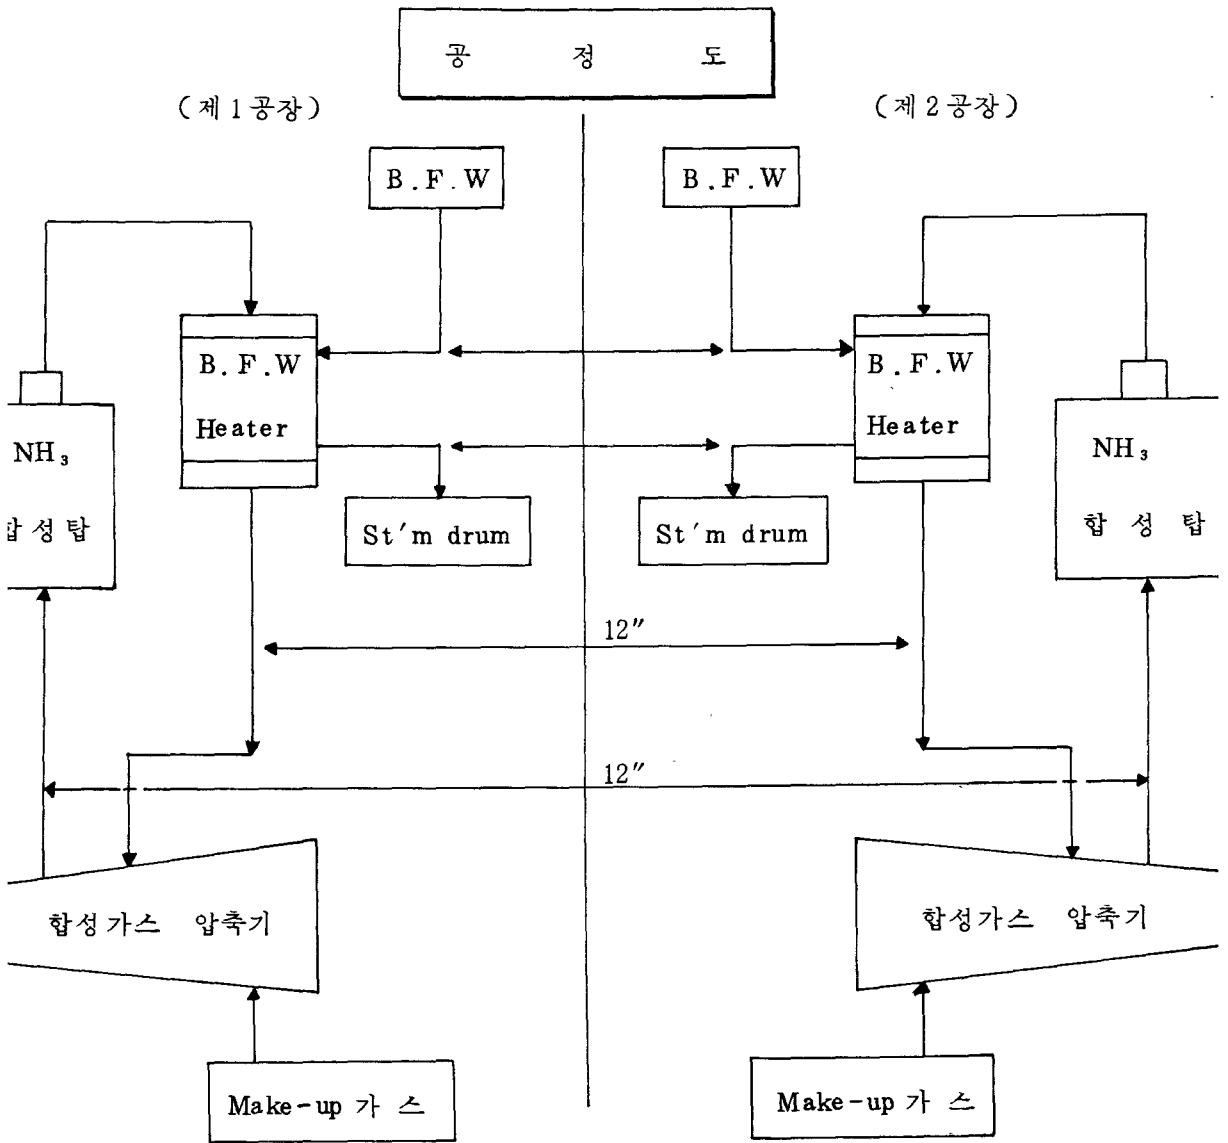 공 정 도
(제1공장)
(제2공장)
B.F.W
B.F.W
B.F.W
Heater
B.F.W
Heater
NH₃
합성탑
NH₃
합 성 탑
St'm drum
St'm drum
12"
12"
합성가스 압축기
합성가스 압축기
Make-up 가 스
Make-up 가 스